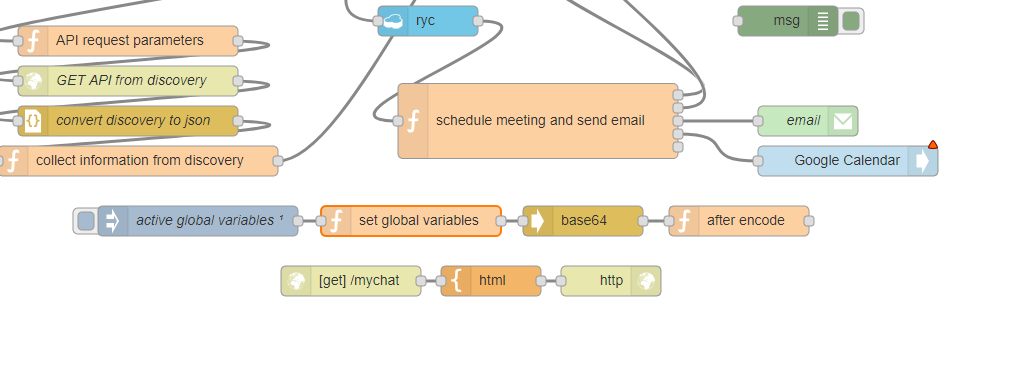 ryc
msg
API request parameters
GET API from discovery
convert discovery to json
schedule meeting and send email
email
collect information from discovery
Google Calendar
active global variables ¹
set global variables
base64
after encode
[get] /mychat
html
http